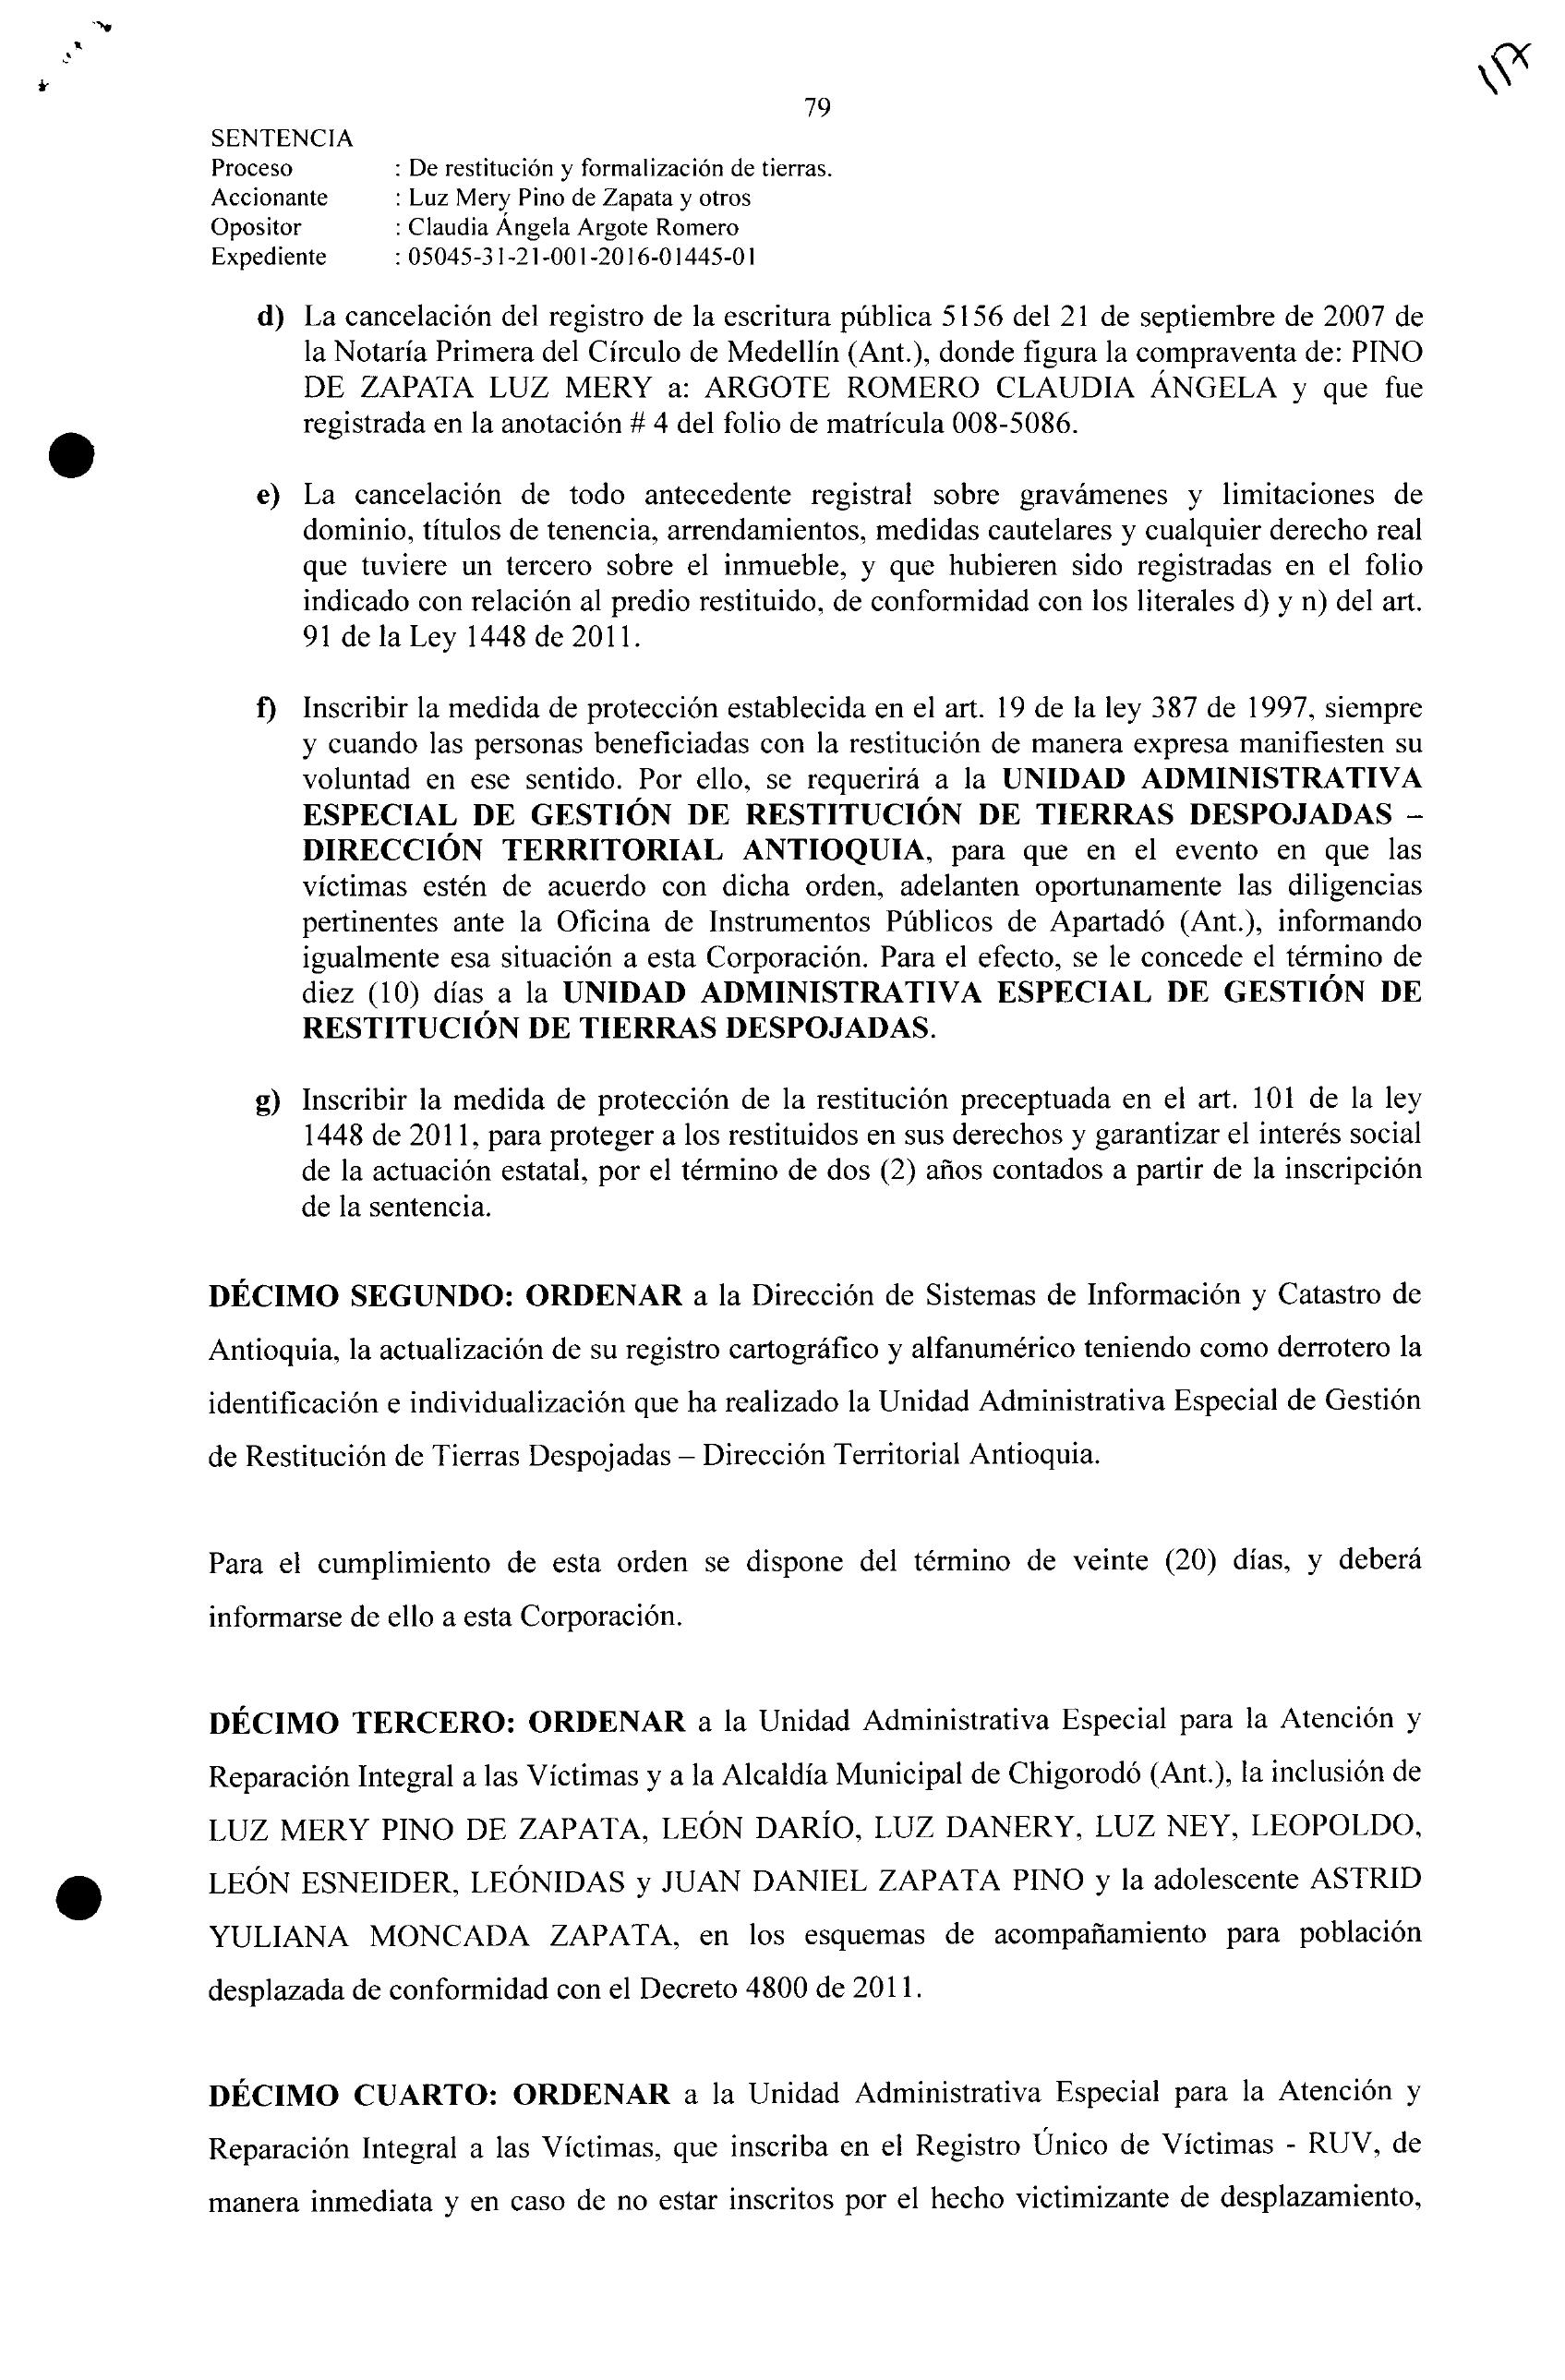 79
SENTENCIA
Proceso : De restitución y formalización de tierras.
Accionante : Luz Mery Pino de Zapata y otros
Opositor : Claudia Ángela Argote Romero
Expediente : 05045-31-21-001-2016-01445-01
d) La cancelación del registro de la escritura pública 5156 del 21 de septiembre de 2007 de
la Notaría Primera del Círculo de Medellín (Ant.), donde figura la compraventa de: PINO
DE ZAPATA LUZ MERY a: ARGOTE ROMERO CLAUDIA ÁNGELA y que fue
registrada en la anotación # 4 del folio de matrícula 008-5086.
e) La cancelación de todo antecedente registral sobre gravámenes y limitaciones de
dominio, títulos de tenencia, arrendamientos, medidas cautelares y cualquier derecho real
que tuviere un tercero sobre el inmueble, y que hubieren sido registradas en el folio
indicado con relación al predio restituido, de conformidad con los literales d) y n) del art.
91 de la Ley 1448 de 2011.
f) Inscribir la medida de protección establecida en el art. 19 de la ley 387 de 1997, siempre
y cuando las personas beneficiadas con la restitución de manera expresa manifiesten su
voluntad en ese sentido. Por ello, se requerirá a la UNIDAD ADMINISTRATIVA
ESPECIAL DE GESTIÓN DE RESTITUCIÓN DE TIERRAS DESPOJADAS –
DIRECCIÓN TERRITORIAL ANTIOQUIA, para que en el evento en que las
víctimas estén de acuerdo con dicha orden, adelanten oportunamente las diligencias
pertinentes ante la Oficina de Instrumentos Públicos de Apartadó (Ant.), informando
igualmente esa situación a esta Corporación. Para el efecto, se le concede el término de
diez (10) días a la UNIDAD ADMINISTRATIVA ESPECIAL DE GESTIÓN DE
RESTITUCIÓN DE TIERRAS DESPOJADAS.
g) Inscribir la medida de protección de la restitución preceptuada en el art. 101 de la ley
1448 de 2011, para proteger a los restituidos en sus derechos y garantizar el interés social
de la actuación estatal, por el término de dos (2) años contados a partir de la inscripción
de la sentencia.
DÉCIMO SEGUNDO: ORDENAR a la Dirección de Sistemas de Información y Catastro de
Antioquia, la actualización de su registro cartográfico y alfanumérico teniendo como derrotero la
identificación e individualización que ha realizado la Unidad Administrativa Especial de Gestión
de Restitución de Tierras Despojadas – Dirección Territorial Antioquia.
Para el cumplimiento de esta orden se dispone del término de veinte (20) días, y deberá
informarse de ello a esta Corporación.
DÉCIMO TERCERO: ORDENAR a la Unidad Administrativa Especial para la Atención y
Reparación Integral a las Víctimas y a la Alcaldía Municipal de Chigorodó (Ant.), la inclusión de
LUZ MERY PINO DE ZAPATA, LEÓN DARÍO, LUZ DANERY, LUZ NEY, LEOPOLDO,
LEÓN ESNEIDER, LEÓNIDAS y JUAN DANIEL ZAPATA PINO y la adolescente ASTRID
YULIANA MONCADA ZAPATA, en los esquemas de acompañamiento para población
desplazada de conformidad con el Decreto 4800 de 2011.
DÉCIMO CUARTO: ORDENAR a la Unidad Administrativa Especial para la Atención y
Reparación Integral a las Víctimas, que inscriba en el Registro Único de Víctimas - RUV, de
manera inmediata y en caso de no estar inscritos por el hecho victimizante de desplazamiento,